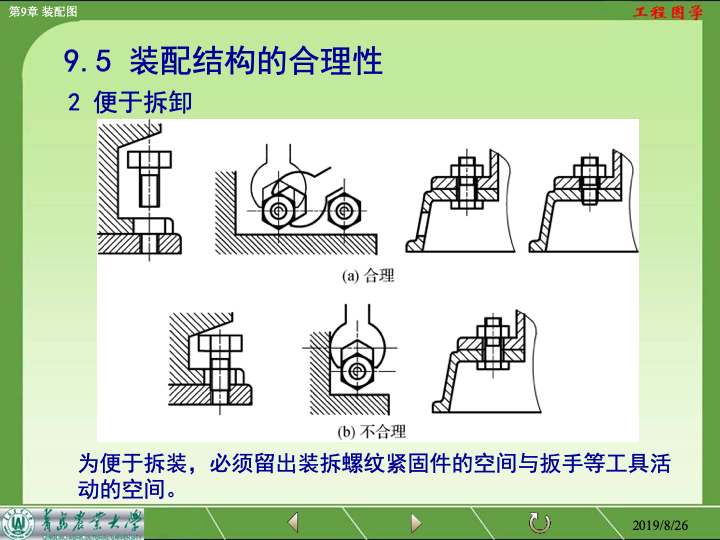 第9章 装配图
工程图学
9.5 装配结构的合理性
2 便于拆卸
(a) 合理
(b) 不合理
为便于拆装，必须留出装拆螺纹紧固件的空间与扳手等工具活
动的空间。
青岛农业大学
2019/8/26